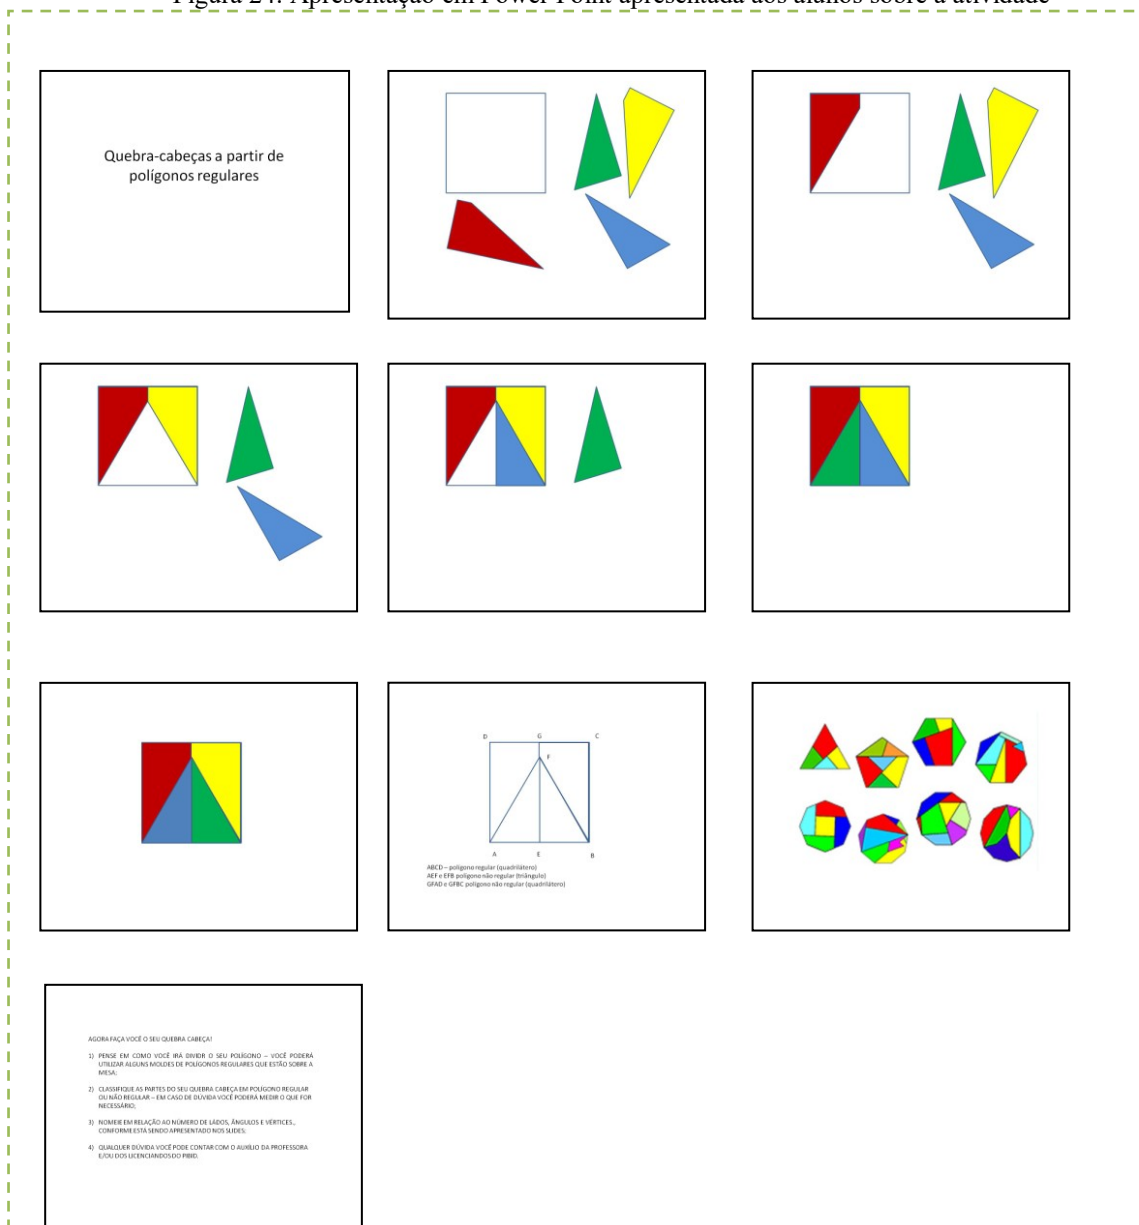 Figura 24: Apresentação em Power Point apresentada aos alunos sobre a atividade
Quebra-cabeças a partir de
polígonos regulares
D G C
F
A E B
ABCD – polígono regular (quadrilátero)
AEF e EFB polígono não regular (triângulo)
GFAD e GFBC polígono não regular (quadrilátero)
AGORA FAÇA VOCÊ O SEU QUEBRA CABEÇA!
1) PENSE EM COMO VOCÊ IRÁ DIVIDIR O SEU POLÍGONO – VOCÊ PODERÁ
UTILIZAR ALGUNS MOLDES DE POLÍGONOS REGULARES QUE ESTÃO SOBRE A
MESA;
2) CLASSIFIQUE AS PARTES DO SEU QUEBRA CABEÇA EM POLÍGONO REGULAR
OU NÃO REGULAR – EM CASO DE DÚVIDA VOCÊ PODERÁ MEDIR O QUE FOR
NECESSÁRIO;
3) NOMEIE EM RELAÇÃO AO NÚMERO DE LADOS, ÂNGULOS E VÉRTICES.,
CONFORME ESTÁ SENDO APRESENTADO NOS SLIDES;
4) QUALQUER DÚVIDA VOCÊ PODE CONTAR COM O AUXÍLIO DA PROFESSORA
E/OU DOS LICENCIANDOS DO PIBID.